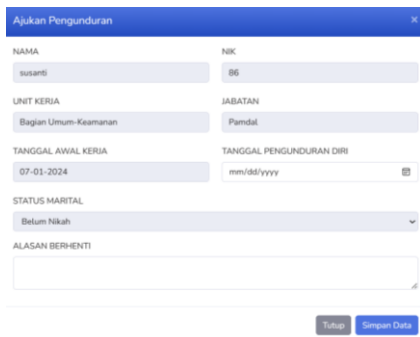 Ajukan Pengunduran ×
NAMA NIK
susanti 86
UNIT KERJA JABATAN
Bagian Umum-Keamanan Pamdal
TANGGAL AWAL KERJA TANGGAL PENGUNDURAN DIRI
07-01-2024 mm/dd/yyyy
STATUS MARITAL
Belum Nikah
ALASAN BERHENTI
Tutup Simpan Data